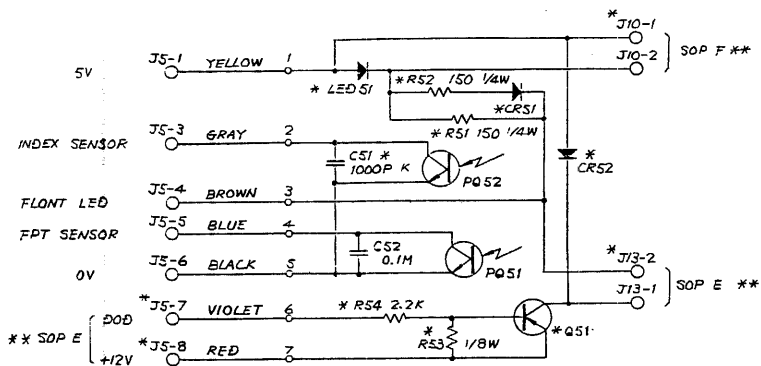 * J10-1
J10-2
SOP F **
5V
J5-1
YELLOW
1
* LED51
* R52 150 1/4W
* CR51
* R51 150 1/4W
* CR52
INDEX SENSOR
J5-3
GRAY
2
C51 *
1000P K
PQ52
FLONT LED
J5-4
BROWN
3
FPT SENSOR
J5-5
BLUE
4
C52
0.1M
PQ51
0V
J5-6
BLACK
5
* J13-2
J13-1
SOP E **
** SOP E
DOD
* J5-7
VIOLET
6
* R54 2.2K
* R53 1/8W
* Q51
+12V
* J5-8
RED
7